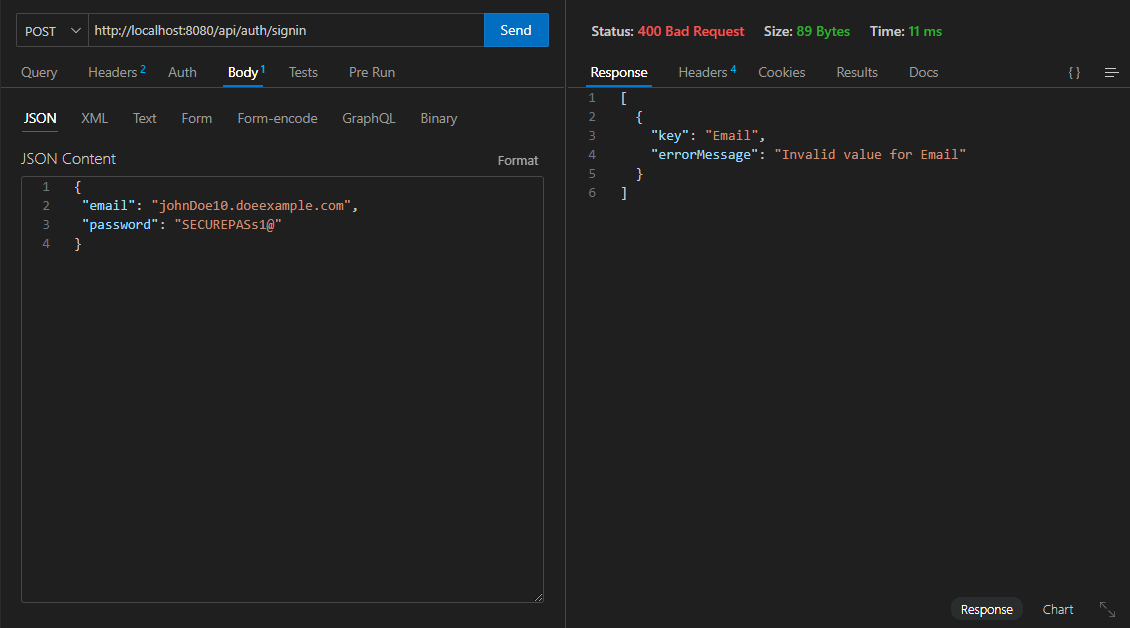 POST http://localhost:8080/api/auth/signin Send
Query Headers 2 Auth Body 1 Tests Pre Run
JSON XML Text Form Form-encode GraphQL Binary
JSON Content Format
1 {
2 "email": "johnDoe10.doeexample.com",
3 "password": "SECUREPASs1@"
4 }
Status: 400 Bad Request Size: 89 Bytes Time: 11 ms
Response Headers 4 Cookies Results Docs { }
1 [
2 {
3 "key": "Email",
4 "errorMessage": "Invalid value for Email"
5 }
6 ]
Response Chart